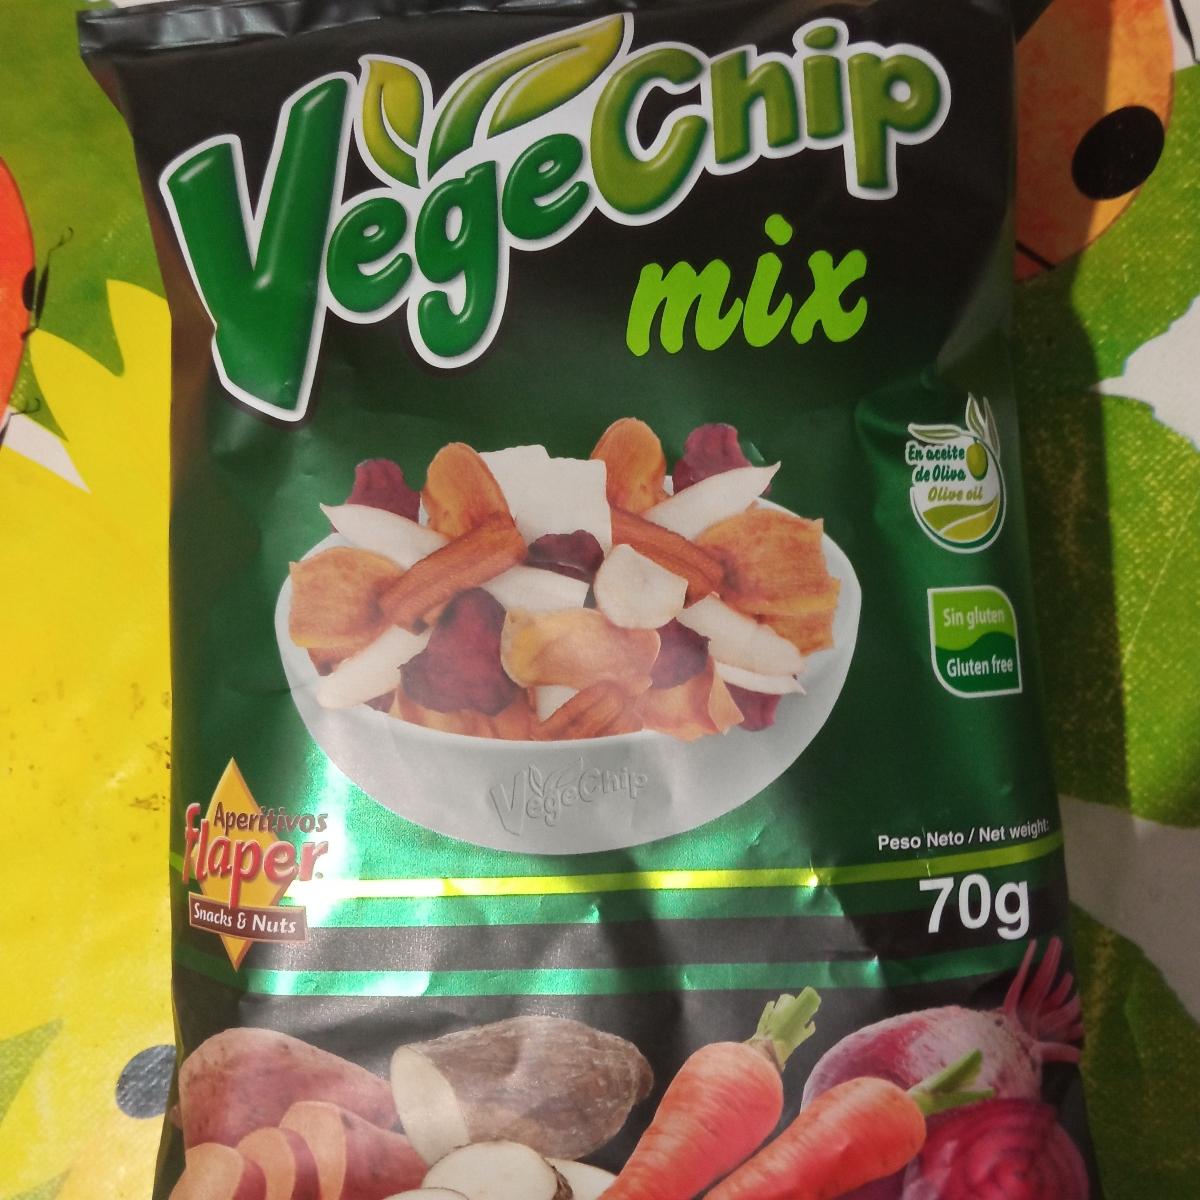 VegeChip
mix
En aceite
de Oliva
Olive oil
Sin gluten
Gluten free
VegeChip
Aperitivos
flaper
Snacks & Nuts
Peso Neto / Net weight:
70g